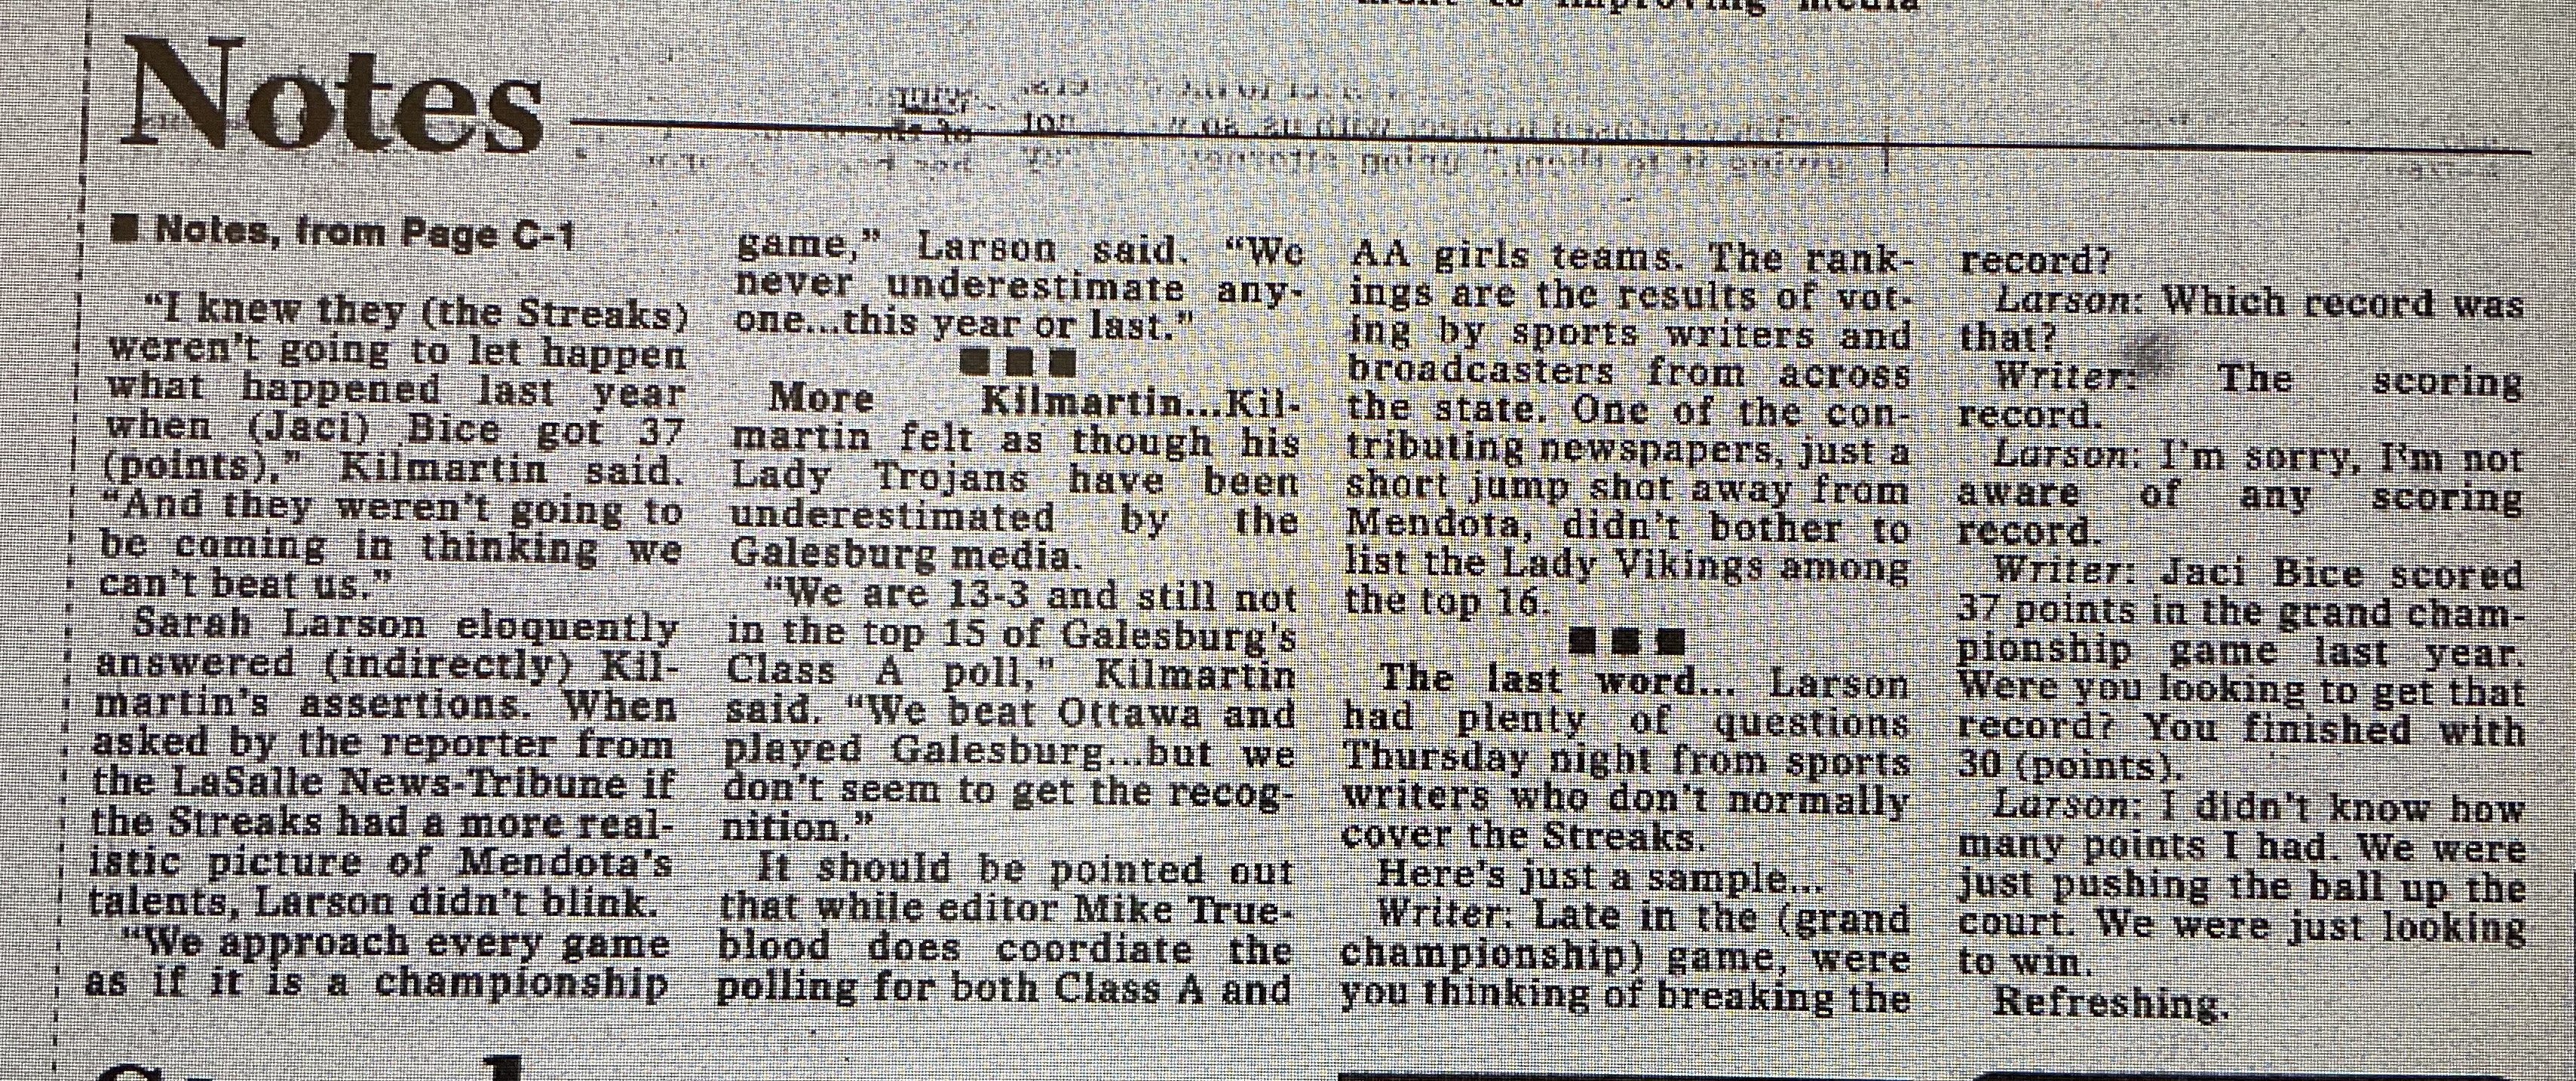 Notes
■ Notes, from Page C-1
"I knew they (the Streaks)
weren't going to let happen
what happened last year
when (Jaci) Bice got 37
(points)," Kilmartin said.
"And they weren't going to
be coming in thinking we
can't beat us."
Sarah Larson eloquently
answered (indirectly) Kil-
martin's assertions. When
asked by the reporter from
the LaSalle News-Tribune if
the Streaks had a more real-
istic picture of Mendota's
talents, Larson didn't blink.
"We approach every game
as if it is a championship
game," Larson said. "We
never underestimate any-
one...this year or last."
■ ■ ■
More Kilmartin...Kil-
martin felt as though his
Lady Trojans have been
underestimated by the
Galesburg media.
"We are 13-3 and still not
in the top 15 of Galesburg's
Class A poll," Kilmartin
said. "We beat Ottawa and
played Galesburg...but we
don't seem to get the recog-
nition."
It should be pointed out
that while editor Mike True-
blood does coordiate the
polling for both Class A and
AA girls teams. The rank-
ings are the results of vot-
ing by sports writers and
broadcasters from across
the state. One of the con-
tributing newspapers, just a
short jump shot away from
Mendota, didn't bother to
list the Lady Vikings among
the top 16.
■ ■ ■
The last word... Larson
had plenty of questions
Thursday night from sports
writers who don't normally
cover the Streaks.
Here's just a sample...
Writer: Late in the (grand
championship) game, were
you thinking of breaking the
record?
Larson: Which record was
that?
Writer: The scoring
record.
Larson: I'm sorry, I'm not
aware of any scoring
record.
Writer: Jaci Bice scored
37 points in the grand cham-
pionship game last year.
Were you looking to get that
record? You finished with
30 (points).
Larson: I didn't know how
many points I had. We were
just pushing the ball up the
court. We were just looking
to win.
Refreshing.